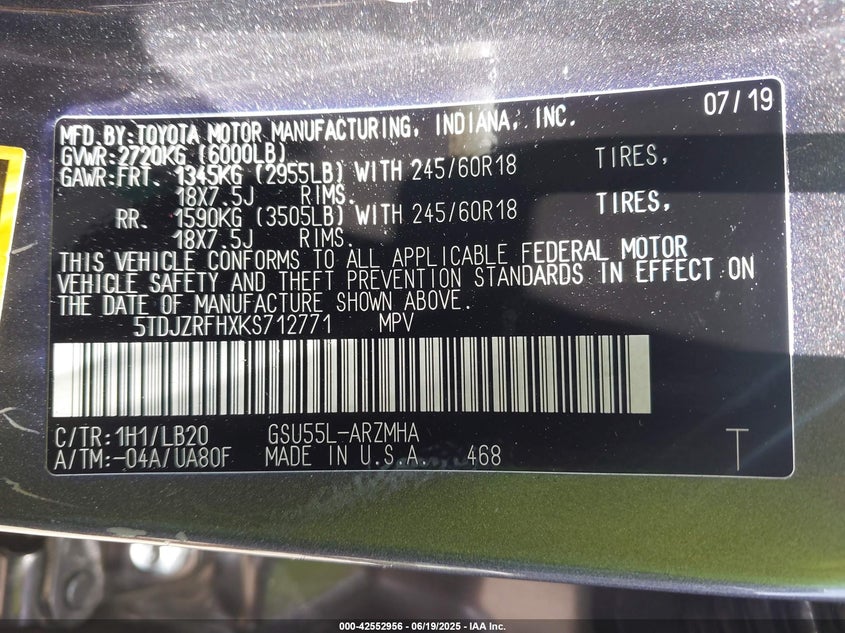 07/19
MFD.BY:TOYOTA MOTOR MANUFACTURING, INDIANA, INC.
GVWR:2720KG (6000LB)
GAWR:FRT. 1345KG (2955LB) WITH 245/60R18 TIRES,
18X7.5J RIMS.
RR. 1590KG (3505LB) WITH 245/60R18 TIRES,
18X7.5J RIMS.
THIS VEHICLE CONFORMS TO ALL APPLICABLE FEDERAL MOTOR
VEHICLE SAFETY AND THEFT PREVENTION STANDARDS IN EFFECT ON
THE DATE OF MANUFACTURE SHOWN ABOVE.
5TDJZRFHXKS712771 MPV
C/TR:1H1/LB20 GSU55L-ARZMHA
A/TM:-04A/UA80F MADE IN U.S.A. 468
T
000-42552956 - 06/19/2025 - IAA Inc.